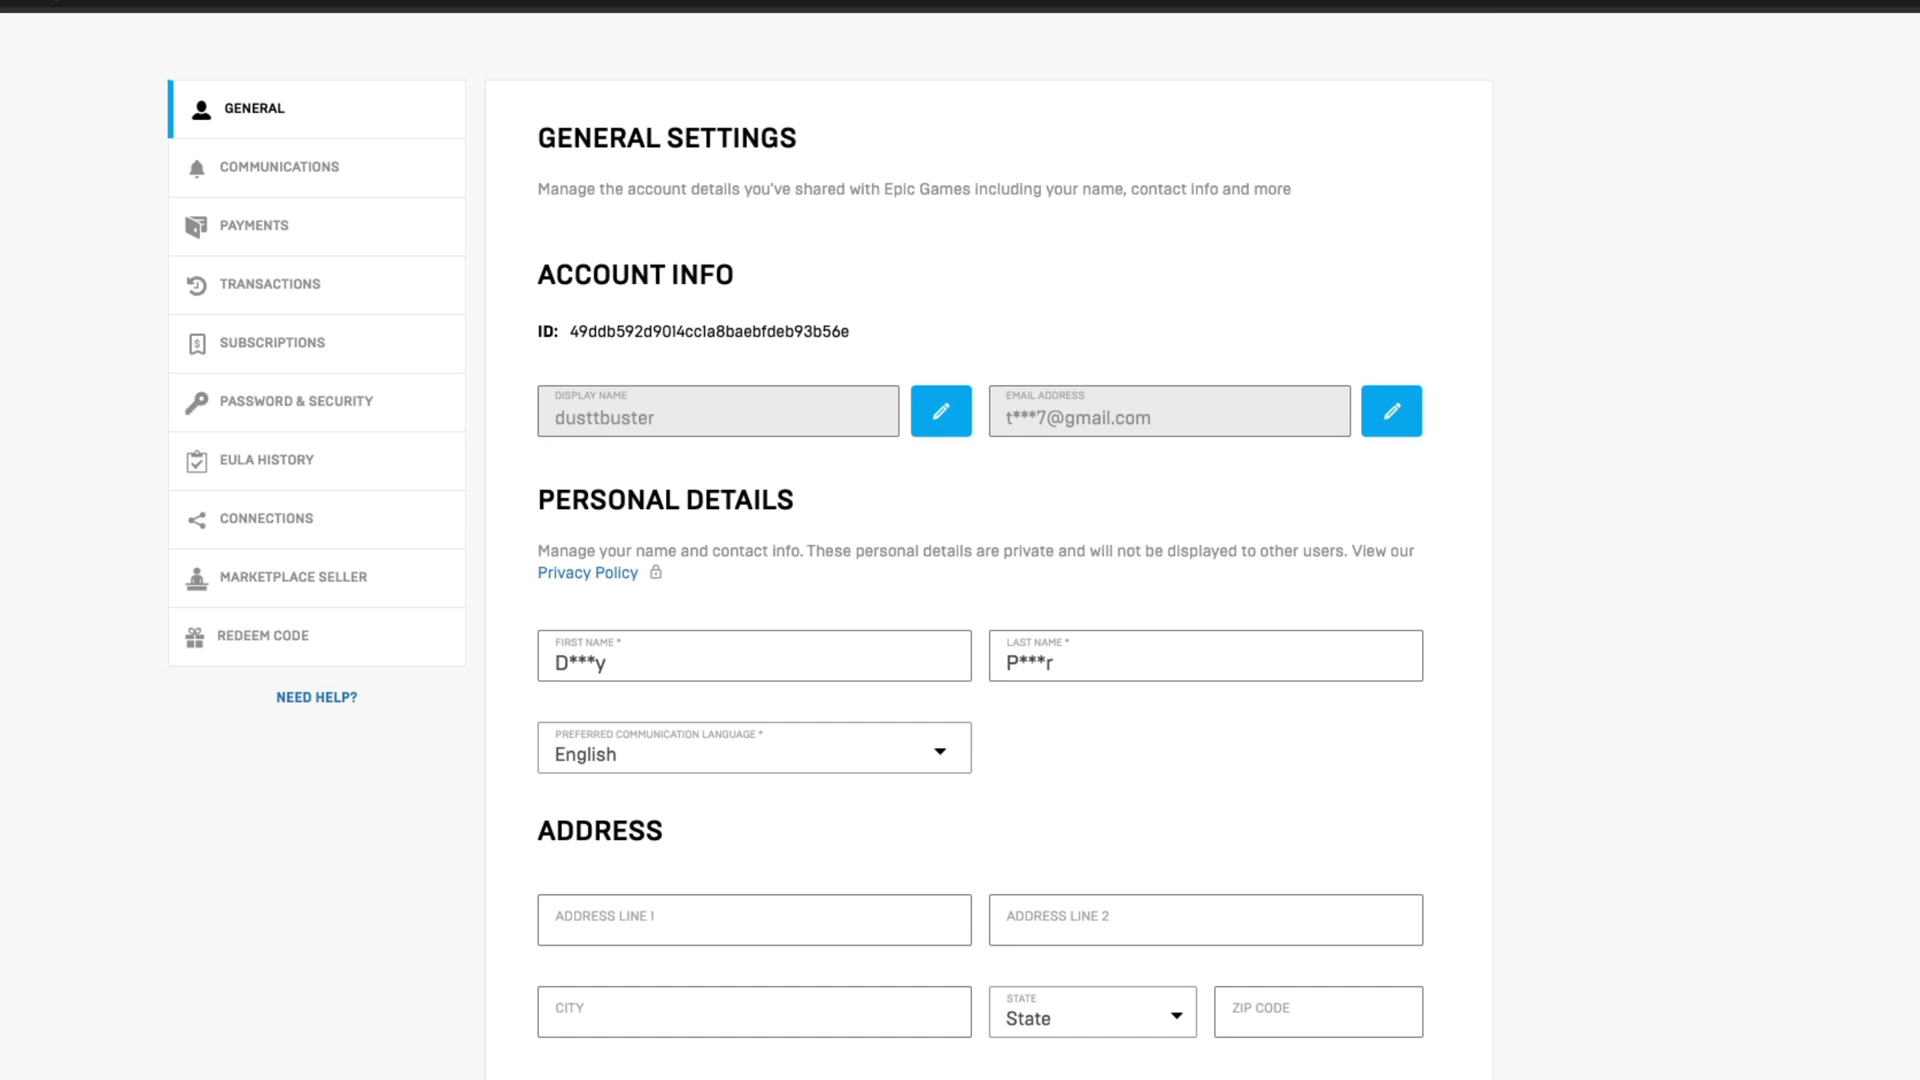 GENERAL
COMMUNICATIONS
PAYMENTS
TRANSACTIONS
SUBSCRIPTIONS
PASSWORD & SECURITY
EULA HISTORY
CONNECTIONS
MARKETPLACE SELLER
REDEEM CODE
NEED HELP?
GENERAL SETTINGS
Manage the account details you've shared with Epic Games including your name, contact info and more
ACCOUNT INFO
ID: 49ddb592d9014cc1a8baebfdeb93b56e
DISPLAY NAME
dusttbuster
EMAIL ADDRESS
t***7@gmail.com
PERSONAL DETAILS
Manage your name and contact info. These personal details are private and will not be displayed to other users. View our
Privacy Policy
FIRST NAME *
D***y
LAST NAME *
P***r
PREFERRED COMMUNICATION LANGUAGE *
English
ADDRESS
ADDRESS LINE 1
ADDRESS LINE 2
CITY
STATE
State
ZIP CODE